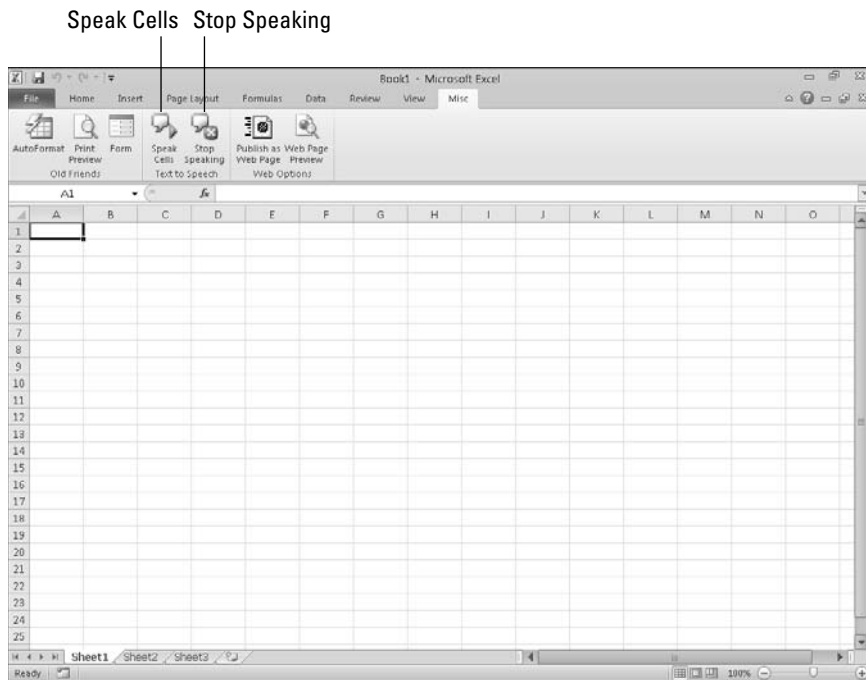 Speak Cells Stop Speaking
Book1 - Microsoft Excel
File Home Insert Page Layout Formulas Data Review View Misc
AutoFormat Print Preview Form Speak Cells Stop Speaking Publish as Web Page Web Page Preview
Old Friends Text to Speech Web Options
A1 fx
A B C D E F G H I J K L M N O
1
2
3
4
5
6
7
8
9
10
11
12
13
14
15
16
17
18
19
20
21
22
23
24
25
Sheet1 Sheet2 Sheet3
Ready 100%